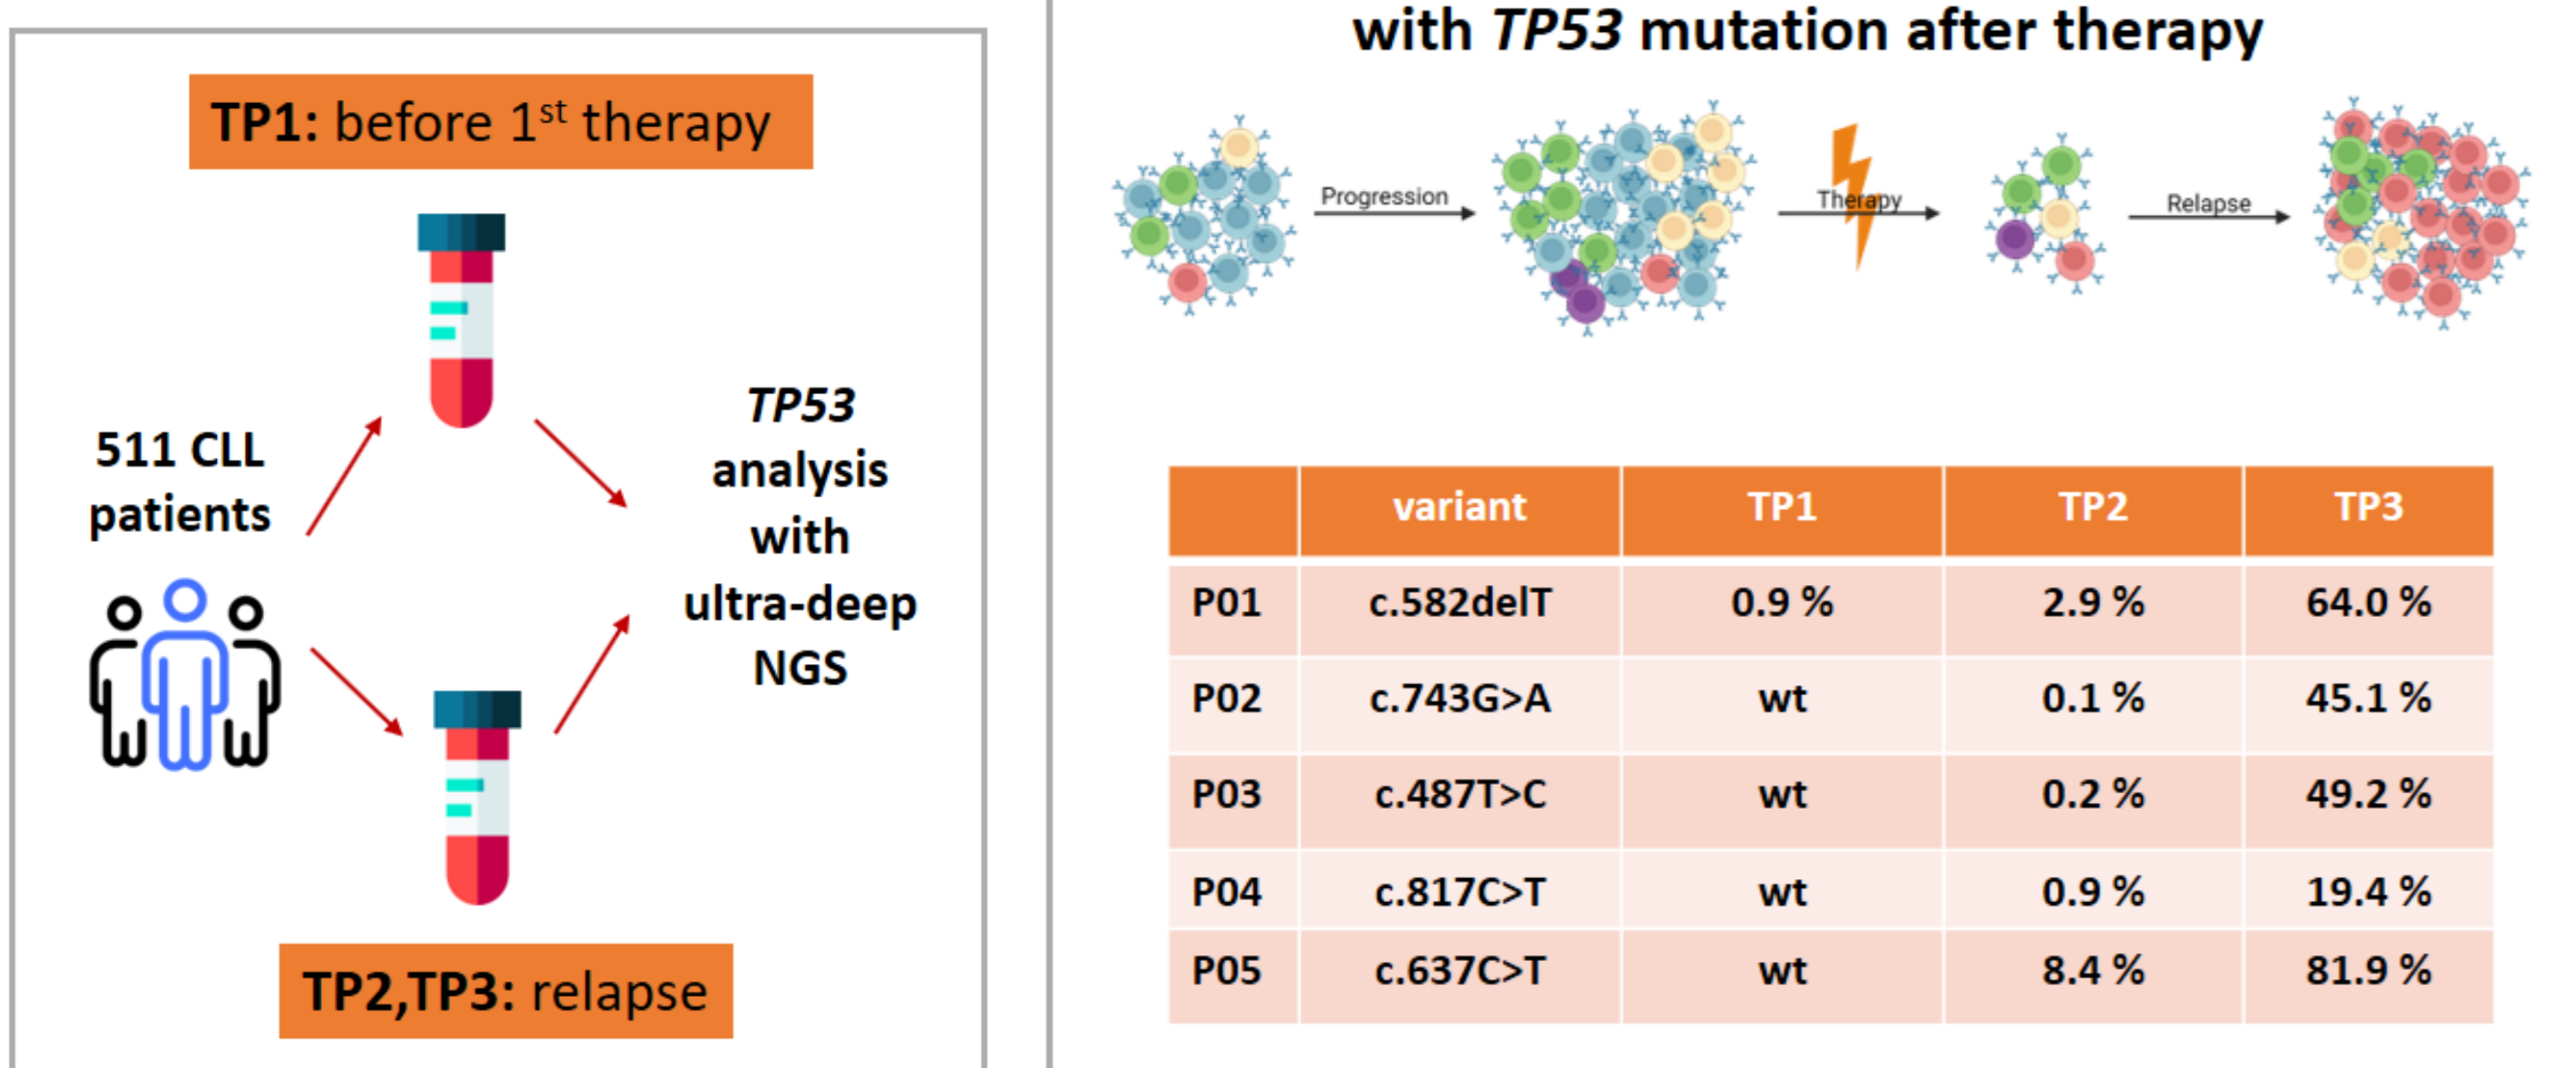 TP1: before 1st therapy
511 CLL
patients
TP53
analysis
with
ultra-deep
NGS
TP2,TP3: relapse
with TP53 mutation after therapy
Progression
Therapy
Relapse
variant TP1 TP2 TP3
P01 c.582delT 0.9 % 2.9 % 64.0 %
P02 c.743G>A wt 0.1 % 45.1 %
P03 c.487T>C wt 0.2 % 49.2 %
P04 c.817C>T wt 0.9 % 19.4 %
P05 c.637C>T wt 8.4 % 81.9 %